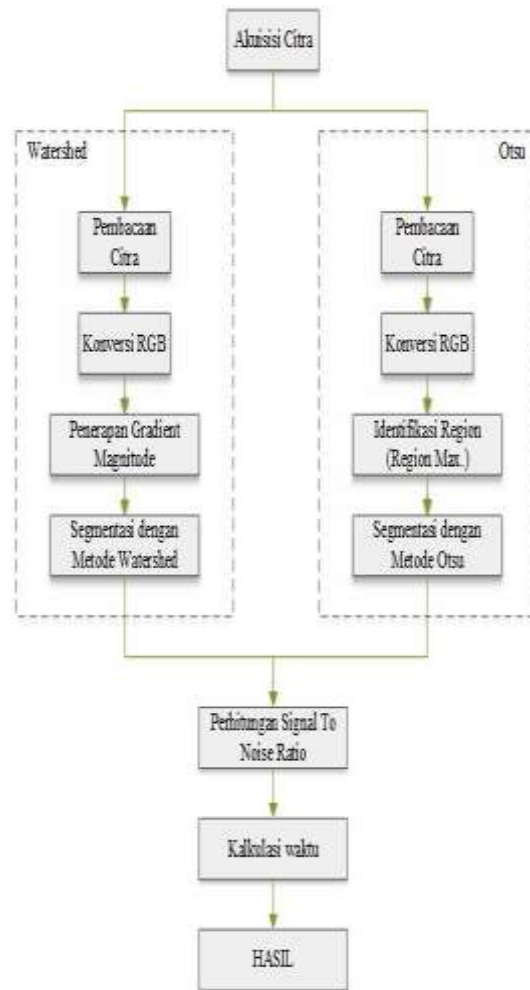 Akuisisi Citra
Watershed
Pembacaan
Citra
Konversi RGB
Penerapan Gradient
Magnitude
Segmentasi dengan
Metode Watershed
Otsu
Pembacaan
Citra
Konversi RGB
Identifikasi Region
(Region Max.)
Segmentasi dengan
Metode Otsu
Perhitungan Signal To
Noise Ratio
Kalkulasi waktu
HASIL